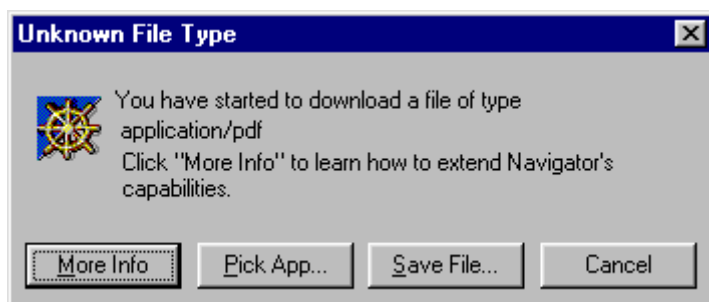 Unknown File Type
You have started to download a file of type
application/pdf
Click "More Info" to learn how to extend Navigator's
capabilities.
More Info
Pick App...
Save File...
Cancel